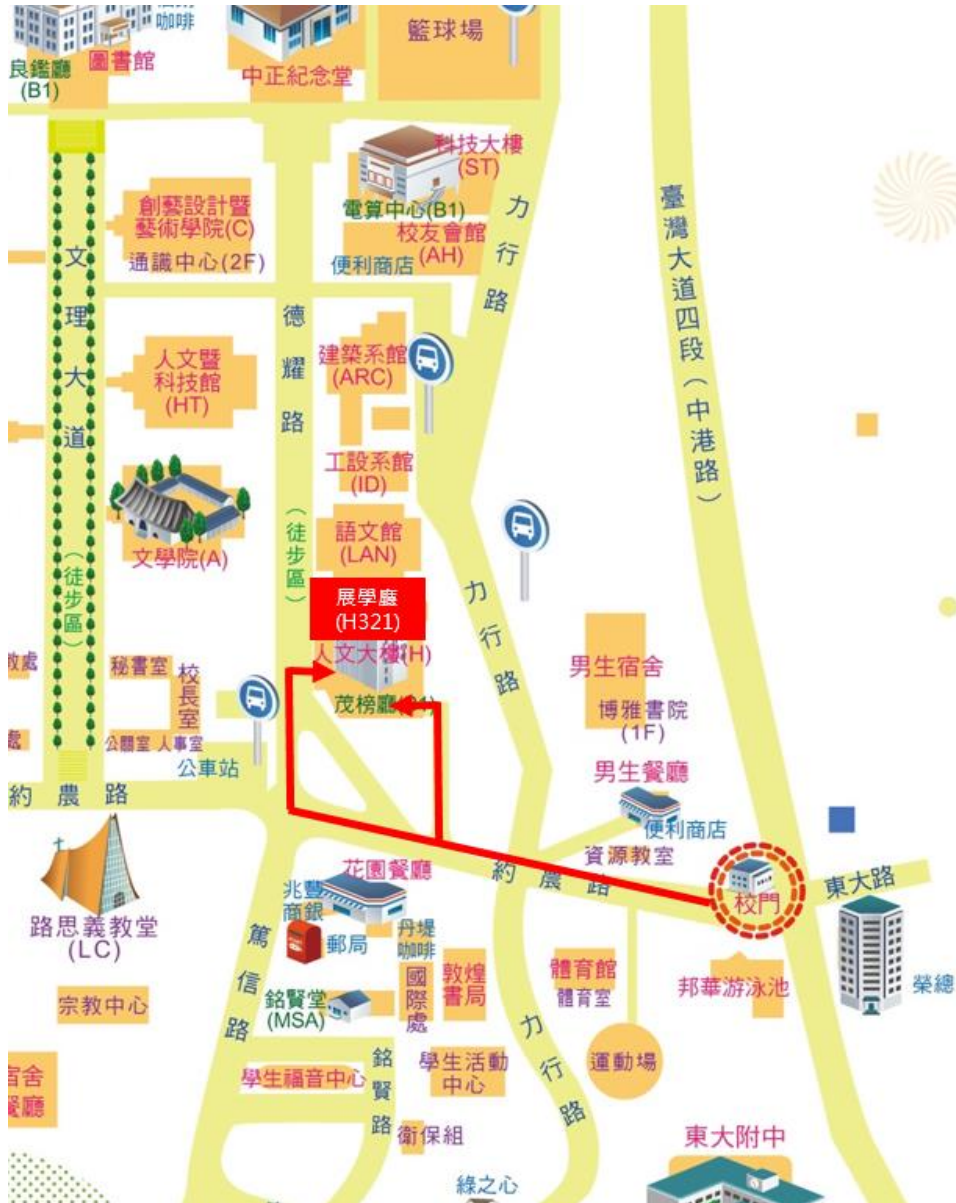 咖啡
良鑑廳
(B1)
圖書館
中正紀念堂
籃球場
科技大樓
(ST)
電算中心(B1)
校友會館
(AH)
便利商店
創藝設計暨
藝術學院(C)
通識中心(2F)
文理大道
(徒步區)
德耀路
(徒步區)
力行路
臺灣大道四段(中港路)
人文暨
科技館
(HT)
建築系館
(ARC)
工設系館
(ID)
語文館
(LAN)
文學院(A)
展學廳
(H321)
人文大樓(H)
茂榜廳
力行路
男生宿舍
博雅書院
(1F)
男生餐廳
便利商店
資源教室
秘書室
校長室
公關室 人事室
公車站
處
約農路
約農路
校門
東大路
榮總
路思義教堂
(LC)
花園餐廳
兆豐
商銀
郵局
丹堤
咖啡
國際處
敦煌
書局
體育館
體育室
邦華游泳池
篤信路
宗教中心
銘賢堂
(MSA)
力行路
運動場
宿舍
餐廳
學生福音中心
銘賢路
學生活動
中心
衛保組
綠之心
東大附中